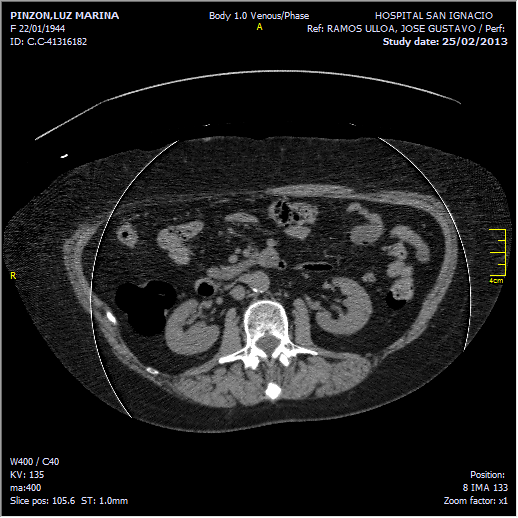 PINZON,LUZ MARINA
F 22/01/1944
ID: C.C-41316182
Body 1.0 Venous/Phase
A
HOSPITAL SAN IGNACIO
Ref: RAMOS ULLOA, JOSE GUSTAVO / Perf:
Study date: 25/02/2013
R
4cm
W400 / C40
KV: 135
ma:400
Slice pos: 105.6 ST: 1.0mm
Position:
8 IMA 133
Zoom factor: x1